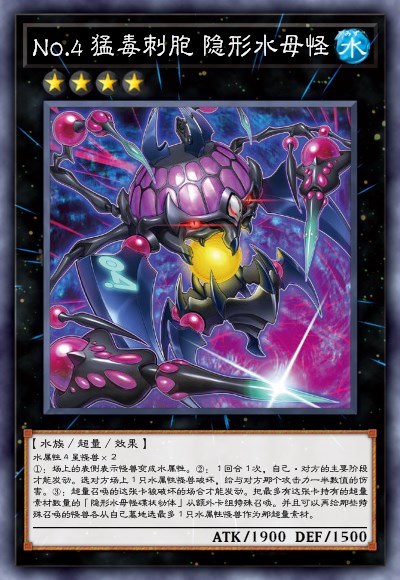 No.4 猛毒刺胞 隐形水母怪
水
04
【水族／超量／效果】
水属性4星怪兽×2
①：场上的表侧表示怪兽变成水属性。②：1回合1次，自己·对方的主要阶段
才能发动。选对方场上1只水属性怪兽破坏，给与对方那个攻击力一半数值的伤
害。③：超量召唤的这张卡被破坏的场合才能发动。把最多有这张卡持有的超量
素材数量的「隐形水母怪碟状幼体」从额外卡组特殊召唤。并且可以再给那些特
殊召唤的怪兽各从自己墓地选最多1只水属性怪兽作为那超量素材。
ATK/1900 DEF/1500